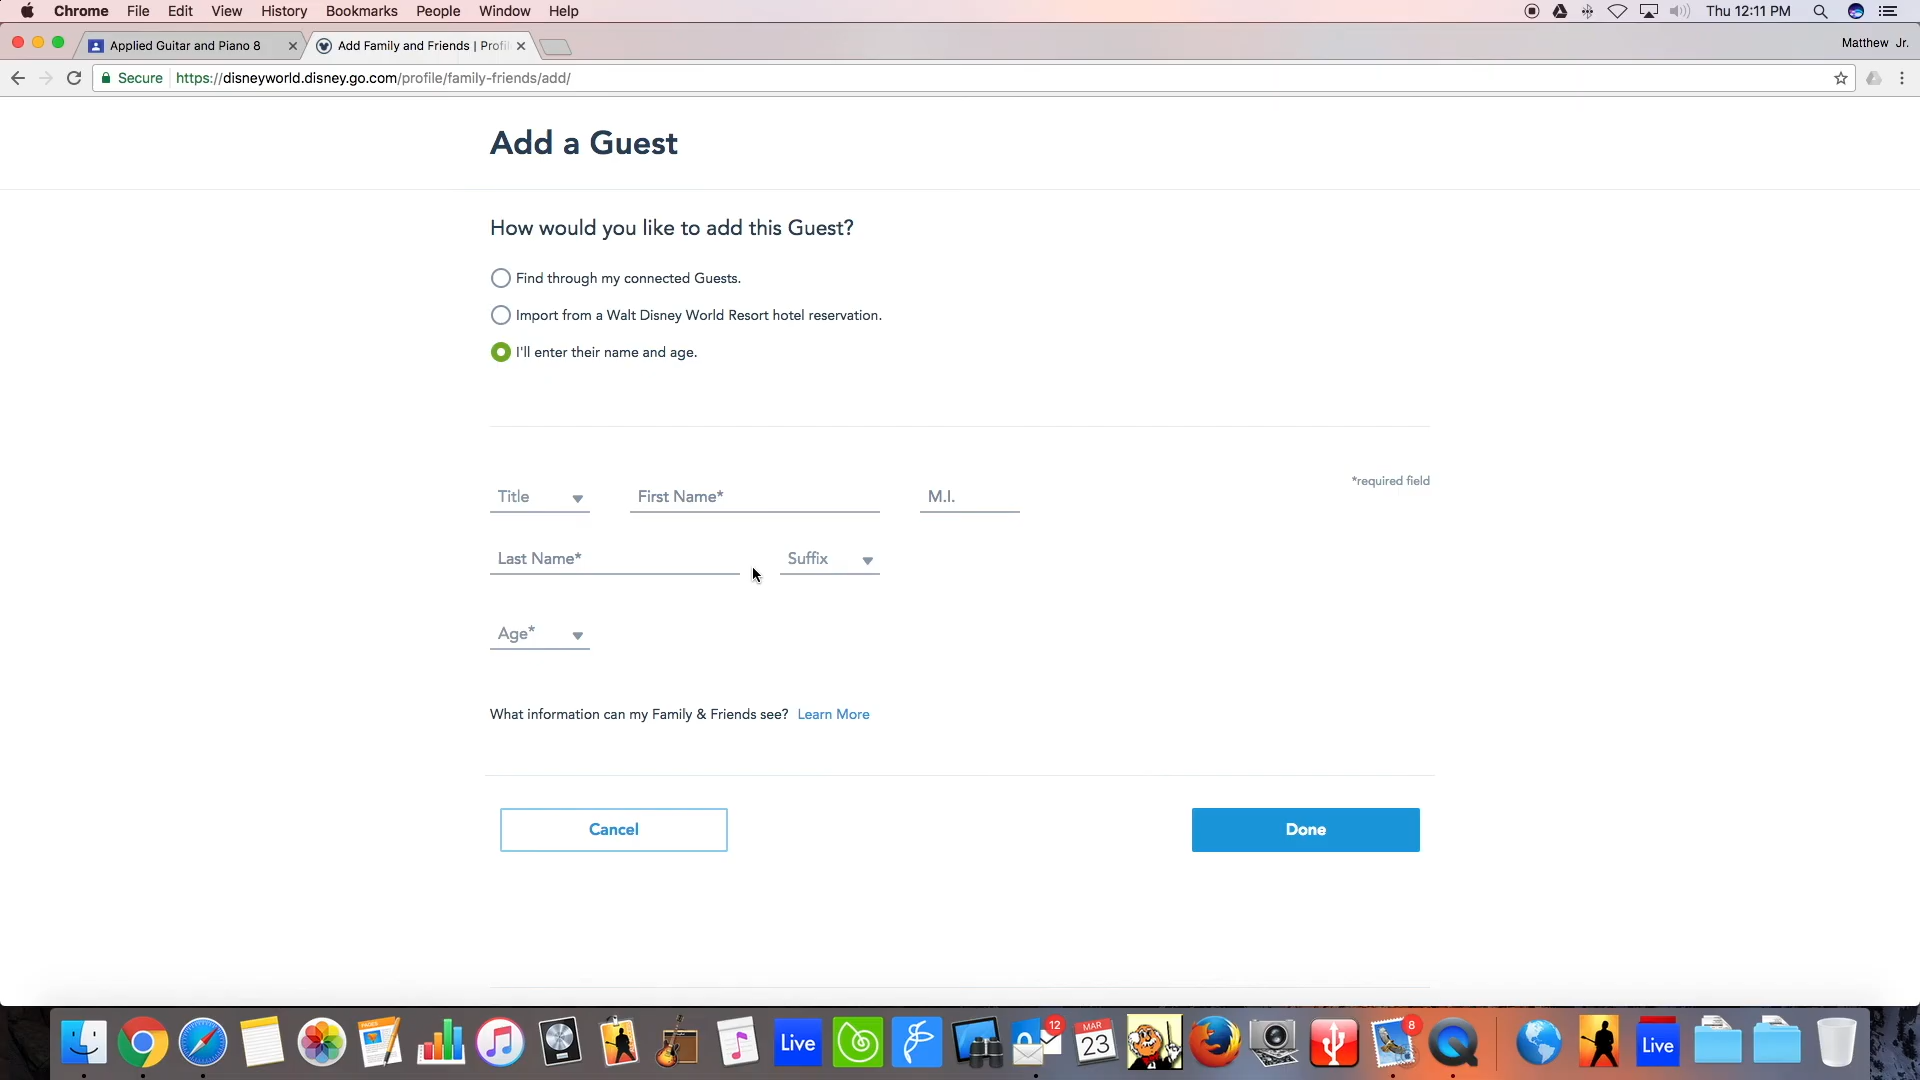 Chrome File Edit View History Bookmarks People Window Help Thu 12:11 PM
Applied Guitar and Piano 8 Add Family and Friends | Profil Matthew Jr.
Secure https://disneyworld.disney.go.com/profile/family-friends/add/
Add a Guest
How would you like to add this Guest?
Find through my connected Guests.
Import from a Walt Disney World Resort hotel reservation.
I'll enter their name and age.
*required field
Title First Name* M.I.
Last Name* Suffix
Age*
What information can my Family & Friends see? Learn More
Cancel Done
PAGES Live 12 MAR 23 8 Live